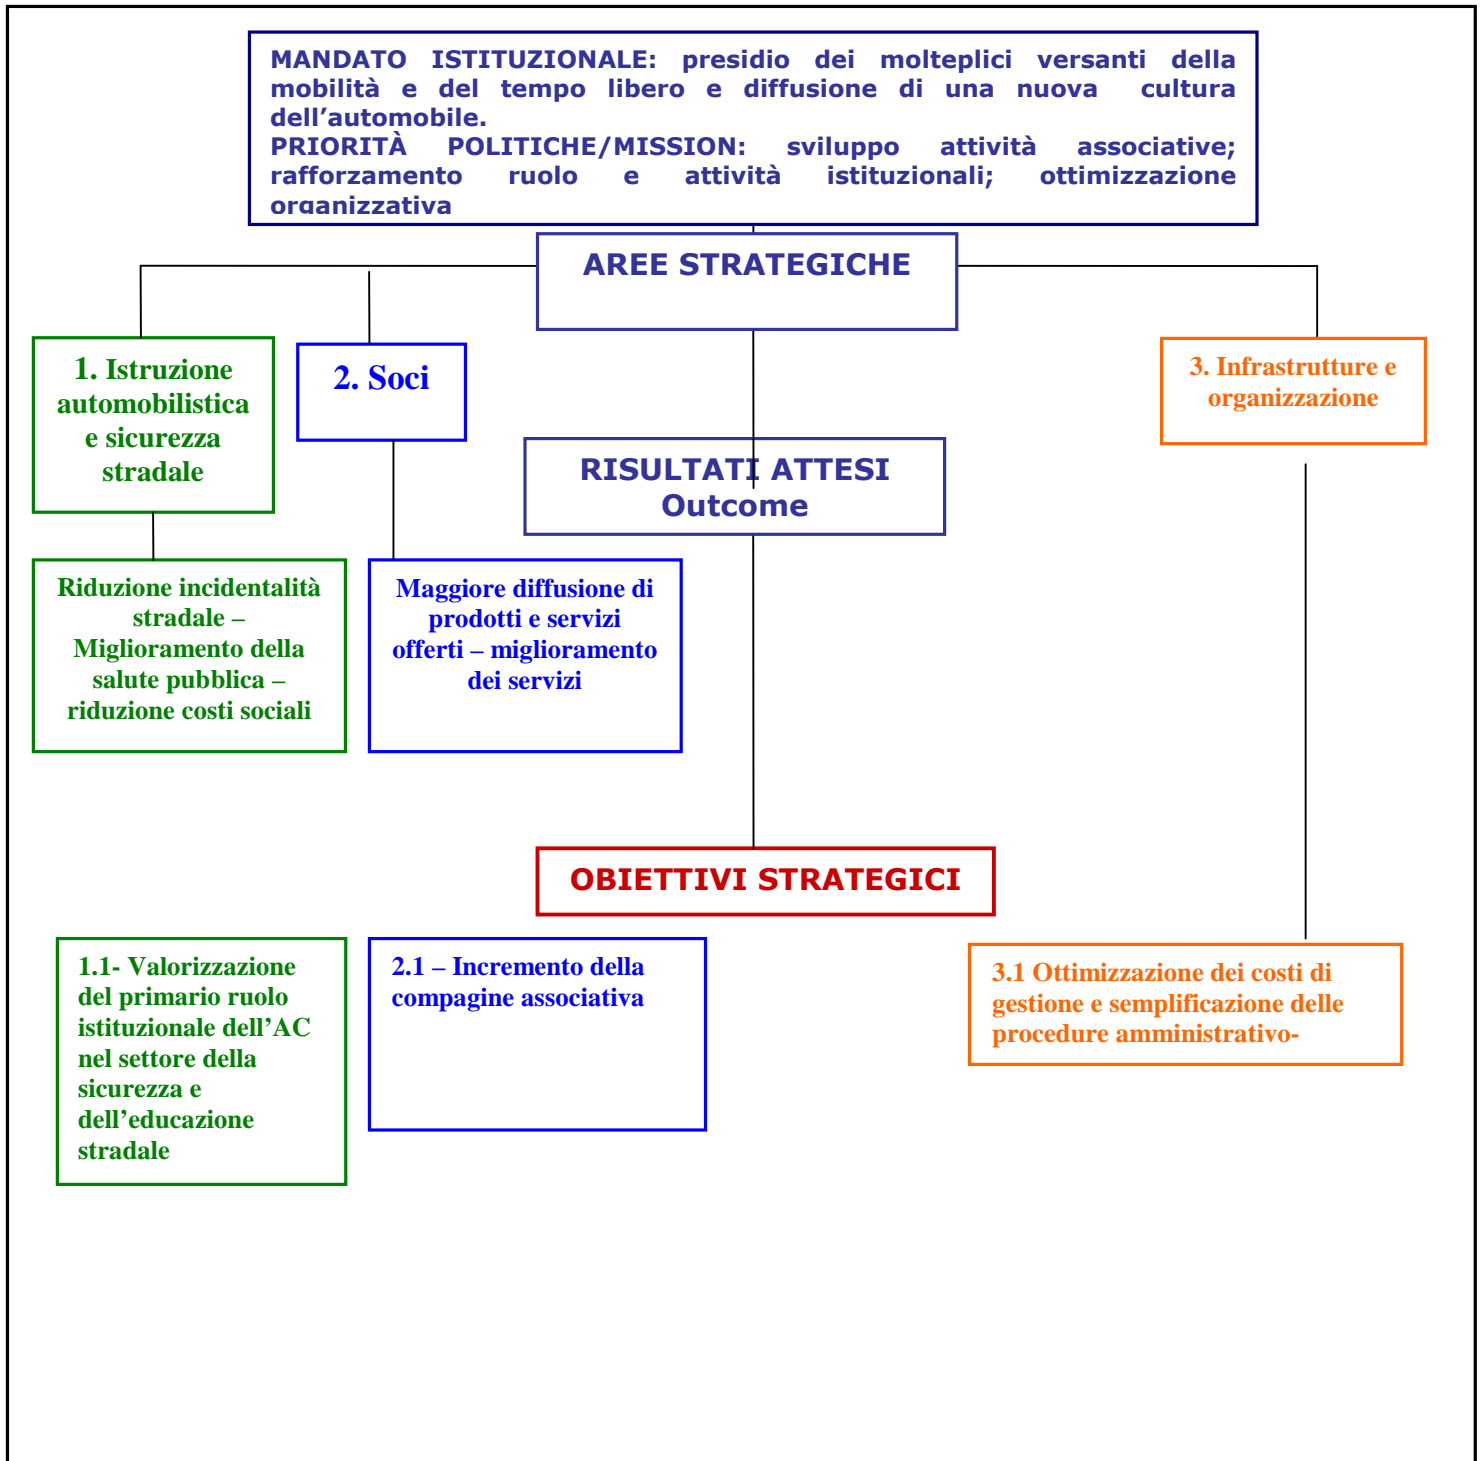 MANDATO ISTITUZIONALE: presidio dei molteplici versanti della
mobilità e del tempo libero e diffusione di una nuova cultura
dell’automobile.
PRIORITÀ POLITICHE/MISSION: sviluppo attività associative;
rafforzamento ruolo e attività istituzionali; ottimizzazione
organizzativa
AREE STRATEGICHE
1. Istruzione
automobilistica
e sicurezza
stradale
2. Soci
3. Infrastrutture e
organizzazione
RISULTATI ATTESI
Outcome
Riduzione incidentalità
stradale –
Miglioramento della
salute pubblica –
riduzione costi sociali
Maggiore diffusione di
prodotti e servizi
offerti – miglioramento
dei servizi
OBIETTIVI STRATEGICI
1.1- Valorizzazione
del primario ruolo
istituzionale dell’AC
nel settore della
sicurezza e
dell’educazione
stradale
2.1 – Incremento della
compagine associativa
3.1 Ottimizzazione dei costi di
gestione e semplificazione delle
procedure amministrativo-